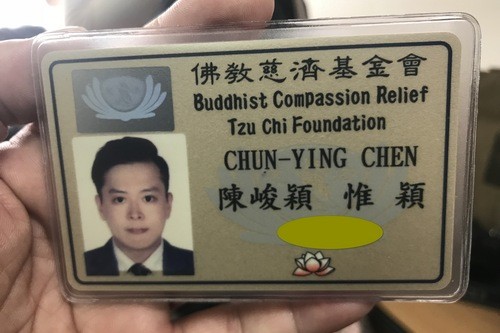 佛教慈濟基金會
Buddhist Compassion Relief
Tzu Chi Foundation
CHUN-YING CHEN
陳峻穎 惟穎